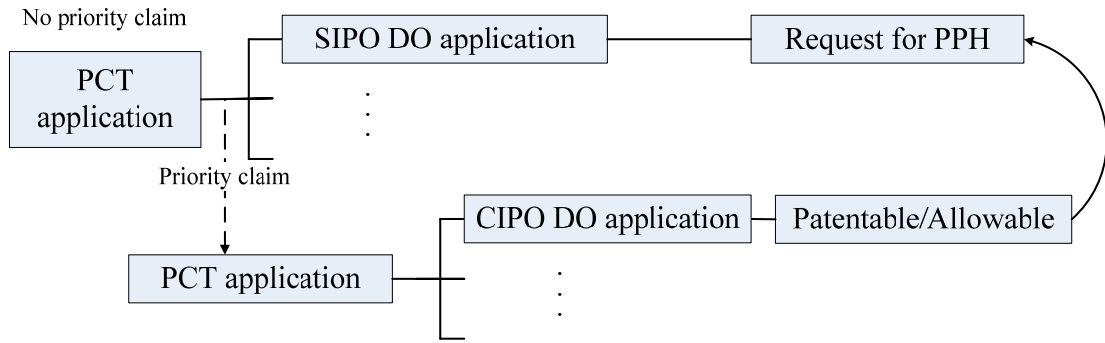 No priority claim
SIPO DO application
Request for PPH
PCT
application
Priority claim
CIPO DO application
Patentable/Allowable
PCT application